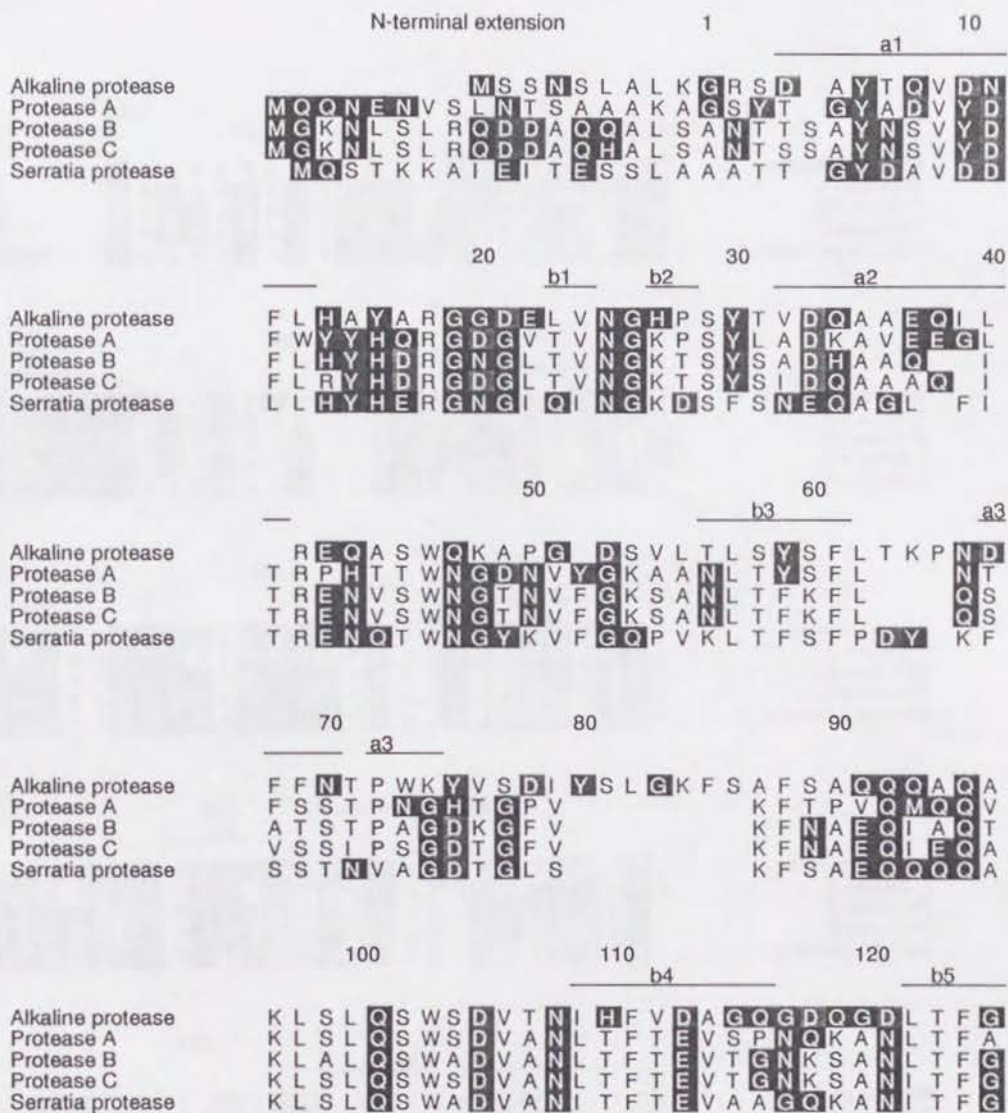 N-terminal extension 1 10
a1
Alkaline protease M S S N S L A L K G R S D A Y T Q V D N
Protease A M Q Q N E N V S L N T S A A A K A G S Y T G Y A D V Y D
Protease B M G K N L S L R Q D D A Q Q A L S A N T T S A Y N S V Y D
Protease C M G K N L S L R Q D D A Q H A L S A N T S S A Y N S V Y D
Serratia protease M Q S T K K A I E I T E S S L A A A T T G Y D A V D D
20 30 40
b1 b2 a2
Alkaline protease F L H A Y A R G G D E L V N G H P S Y T V D Q A A E Q I L
Protease A F W Y Y H Q R G D G V T V N G K P S Y L A D K A V E E G L
Protease B F L H Y H D R G N G L T V N G K T S Y S A D H A A Q I
Protease C F L R Y H D R G D G L T V N G K T S Y S I D Q A A A Q I
Serratia protease L L H Y H E R G N G I Q I N G K D S F S N E Q A G L F I
50 60
b3 a3
Alkaline protease R E Q A S W Q K A P G D S V L T L S Y S F L T K P N D
Protease A T R P H T T W N G D N V Y G K A A N L T Y S F L N T
Protease B T R E N V S W N G T N V F G K S A N L T F K F L Q S
Protease C T R E N V S W N G T N V F G K S A N L T F K F L Q S
Serratia protease T R E N Q T W N G Y K V F G Q P V K L T F S F P D Y K F
70 80 90
a3
Alkaline protease F F N T P W K Y V S D I Y S L G K F S A F S A Q Q Q A Q A
Protease A F S S T P N G H T G P V K F T P V Q M Q Q V
Protease B A T S T P A G D K G F V K F N A E Q I A Q T
Protease C V S S I P S G D T G F V K F N A E Q I E Q A
Serratia protease S S T N V A G D T G L S K F S A E Q Q Q Q A
100 110 120
b4 b5
Alkaline protease K L S L Q S W S D V T N I H F V D A G Q G D Q G D L T F G
Protease A K L S L Q S W S D V A N L T F T E V S P N Q K A N L T F A
Protease B K L A L Q S W A D V A N L T F T E V T G N K S A N L T F G
Protease C K L S L Q S W S D V A N L T F T E V T G N K S A N I T F G
Serratia protease K L S L Q S W A D V A N I T F T E V A A G Q K A N I T F G